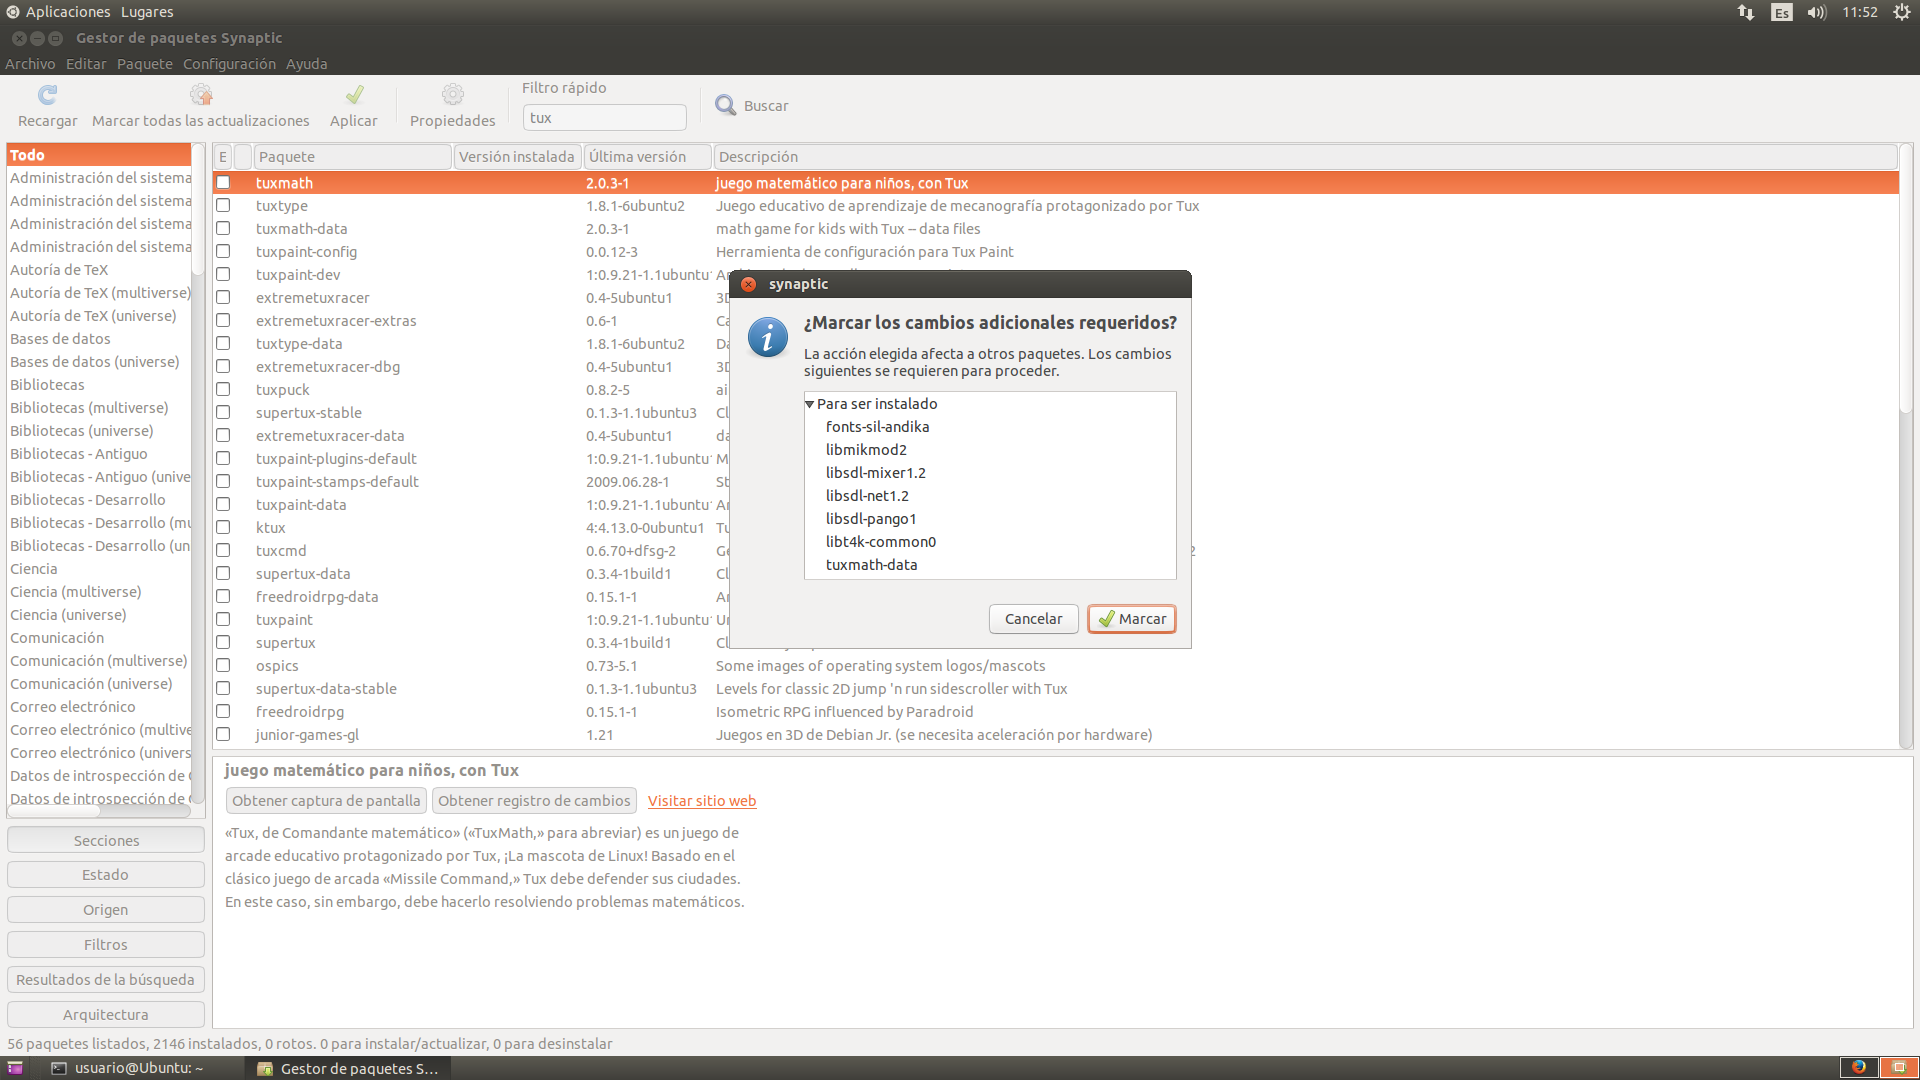 Aplicaciones Lugares
Es 11:52
Gestor de paquetes Synaptic
Archivo Editar Paquete Configuración Ayuda
Recargar Marcar todas las actualizaciones Aplicar Propiedades
Filtro rápido
tux
Buscar
Todo
Administración del sistema
Administración del sistema
Administración del sistema
Administración del sistema
Autoría de TeX
Autoría de TeX (multiverse)
Autoría de TeX (universe)
Bases de datos
Bases de datos (universe)
Bibliotecas
Bibliotecas (multiverse)
Bibliotecas (universe)
Bibliotecas - Antiguo
Bibliotecas - Antiguo (unive
Bibliotecas - Desarrollo
Bibliotecas - Desarrollo (mu
Bibliotecas - Desarrollo (un
Ciencia
Ciencia (multiverse)
Ciencia (universe)
Comunicación
Comunicación (multiverse)
Comunicación (universe)
Correo electrónico
Correo electrónico (multive
Correo electrónico (univers
Datos de introspección de
Datos de introspección de
Secciones
Estado
Origen
Filtros
Resultados de la búsqueda
Arquitectura
E Paquete Versión instalada Última versión Descripción
tuxmath 2.0.3-1 juego matemático para niños, con Tux
tuxtype 1.8.1-6ubuntu2 Juego educativo de aprendizaje de mecanografía protagonizado por Tux
tuxmath-data 2.0.3-1 math game for kids with Tux -- data files
tuxpaint-config 0.0.12-3 Herramienta de configuración para Tux Paint
tuxpaint-dev 1:0.9.21-1.1ubuntu
extremetuxracer 0.4-5ubuntu1 3D
extremetuxracer-extras 0.6-1 Ca
tuxtype-data 1.8.1-6ubuntu2 Da
extremetuxracer-dbg 0.4-5ubuntu1 3D
tuxpuck 0.8.2-5 ai
supertux-stable 0.1.3-1.1ubuntu3 Cl
extremetuxracer-data 0.4-5ubuntu1 da
tuxpaint-plugins-default 1:0.9.21-1.1ubuntu M
tuxpaint-stamps-default 2009.06.28-1 St
tuxpaint-data 1:0.9.21-1.1ubuntu Ar
ktux 4:4.13.0-0ubuntu1 Tu
tuxcmd 0.6.70+dfsg-2 Ge 2
supertux-data 0.3.4-1build1 Cl
freedroidrpg-data 0.15.1-1 Ar
tuxpaint 1:0.9.21-1.1ubuntu Un
supertux 0.3.4-1build1 Cl
ospics 0.73-5.1 Some images of operating system logos/mascots
supertux-data-stable 0.1.3-1.1ubuntu3 Levels for classic 2D jump 'n run sidescroller with Tux
freedroidrpg 0.15.1-1 Isometric RPG influenced by Paradroid
junior-games-gl 1.21 Juegos en 3D de Debian Jr. (se necesita aceleración por hardware)
synaptic
¿Marcar los cambios adicionales requeridos?
La acción elegida afecta a otros paquetes. Los cambios
siguientes se requieren para proceder.
Para ser instalado
fonts-sil-andika
libmikmod2
libsdl-mixer1.2
libsdl-net1.2
libsdl-pango1
libt4k-common0
tuxmath-data
Cancelar Marcar
juego matemático para niños, con Tux
Obtener captura de pantalla Obtener registro de cambios Visitar sitio web
«Tux, de Comandante matemático» («TuxMath,» para abreviar) es un juego de
arcade educativo protagonizado por Tux, ¡La mascota de Linux! Basado en el
clásico juego de arcada «Missile Command,» Tux debe defender sus ciudades.
En este caso, sin embargo, debe hacerlo resolviendo problemas matemáticos.
56 paquetes listados, 2146 instalados, 0 rotos. 0 para instalar/actualizar, 0 para desinstalar
usuario@Ubuntu: ~ Gestor de paquetes S...